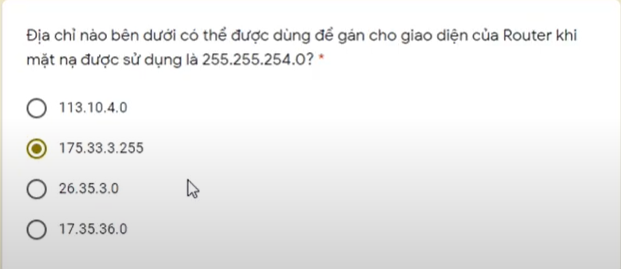 Địa chỉ nào bên dưới có thể được dùng để gán cho giao diện của Router khi
mặt nạ được sử dụng là 255.255.254.0? *
113.10.4.0
175.33.3.255
26.35.3.0
17.35.36.0